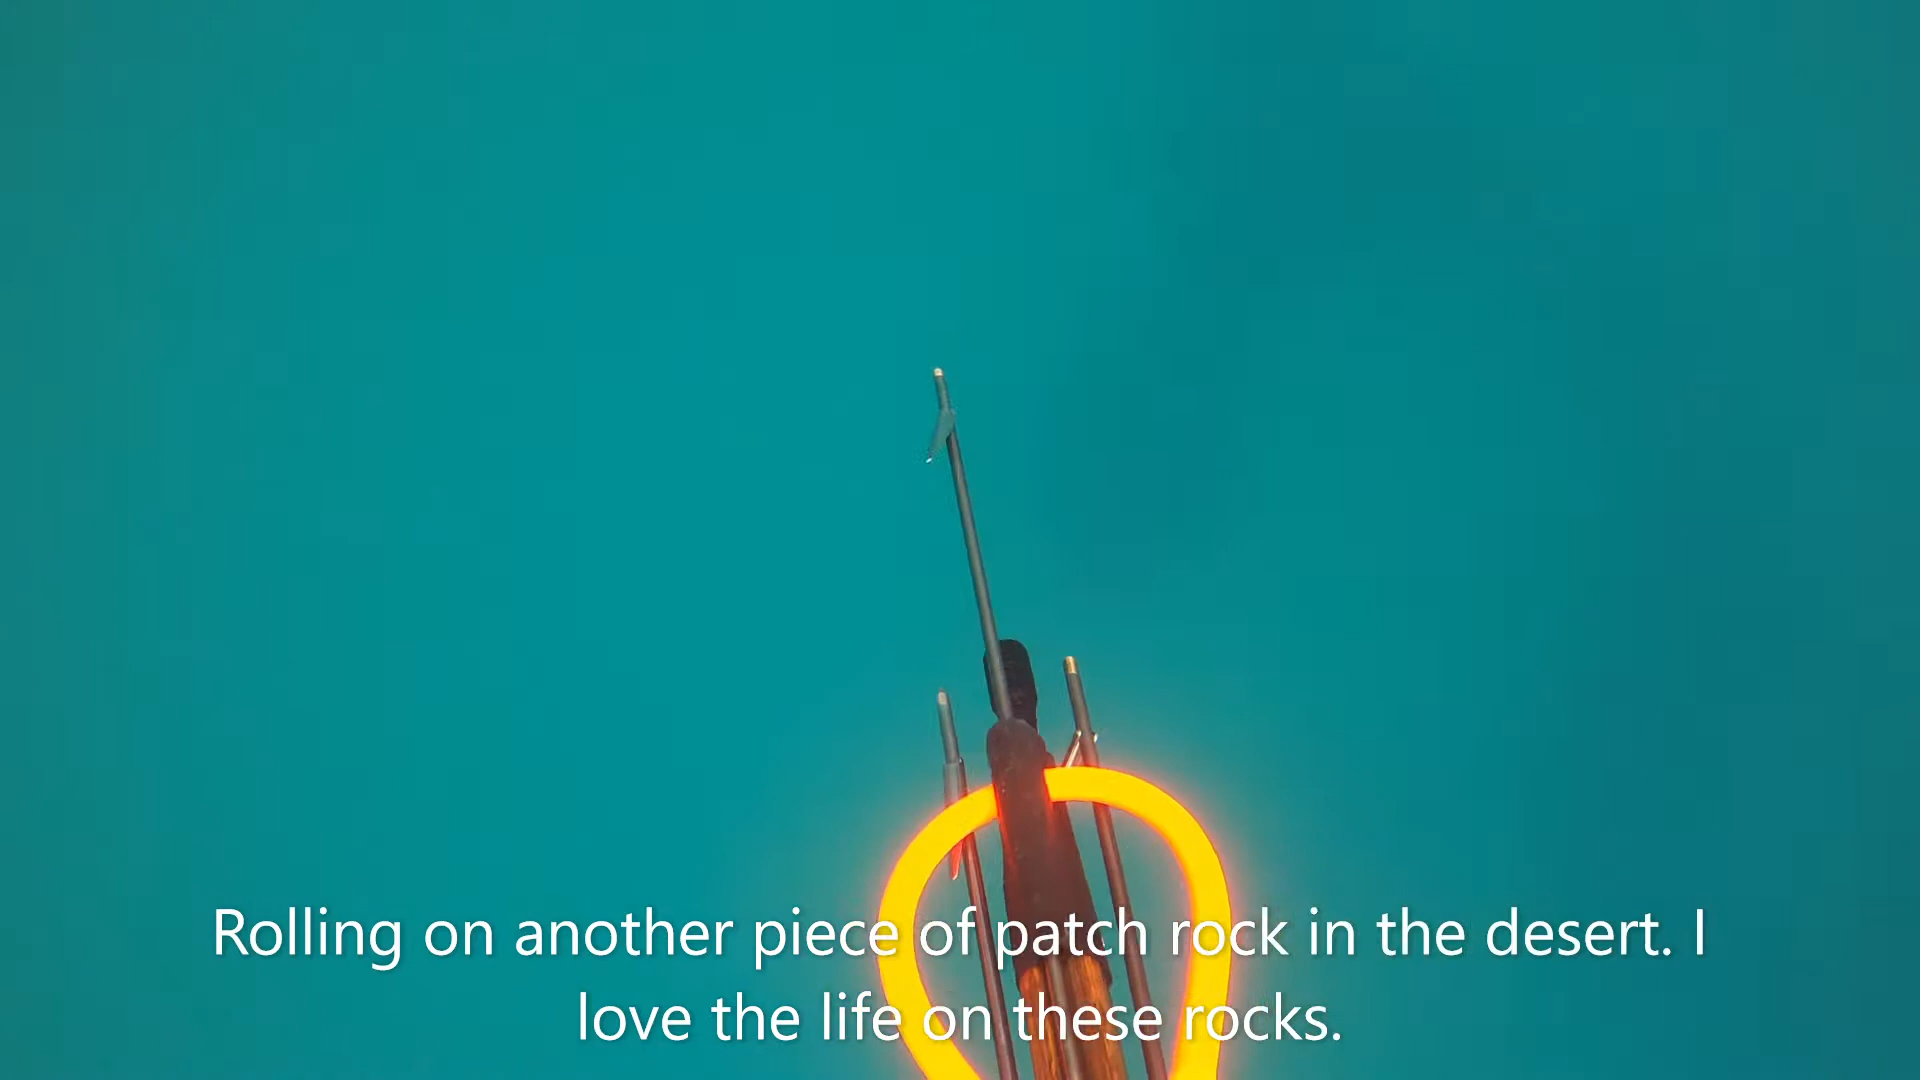 Rolling on another piece of patch rock in the desert. I
love the life on these rocks.